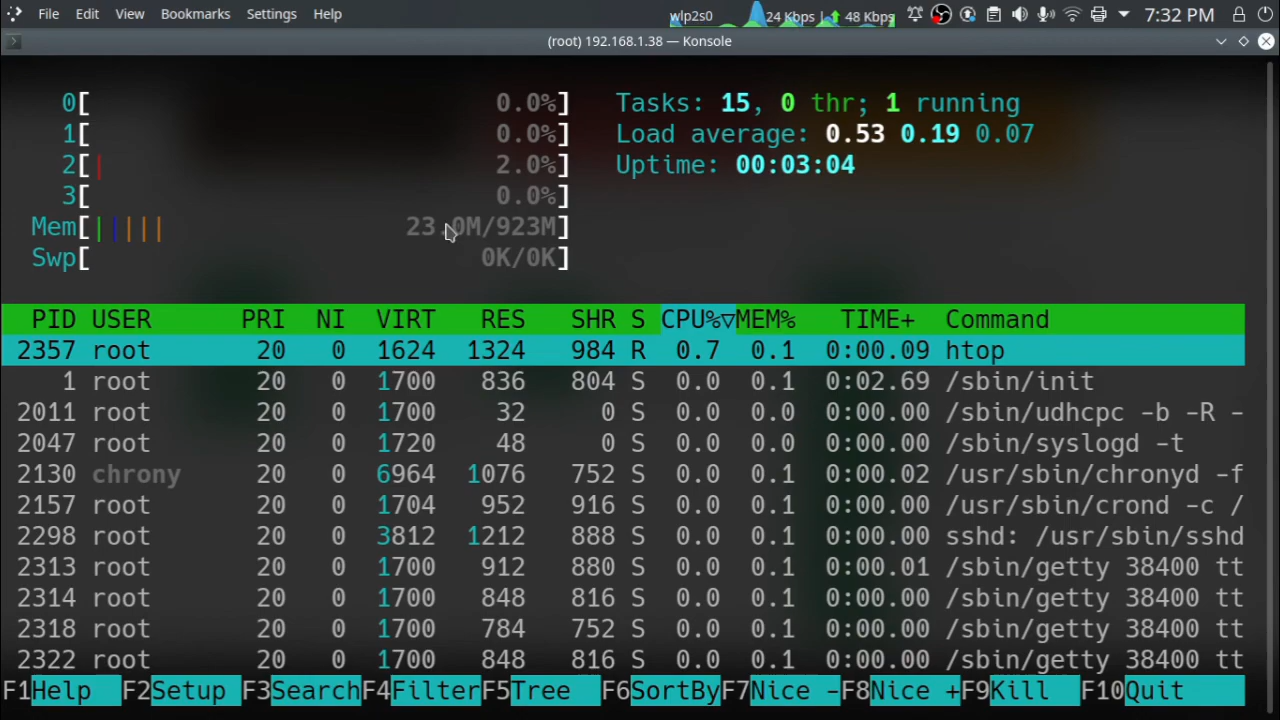 File Edit View Bookmarks Settings Help wlp2s0 24 Kbps | 48 Kbps 7:32 PM
(root) 192.168.1.38 — Konsole
0[ 0.0%] Tasks: 15, 0 thr; 1 running
1[ 0.0%] Load average: 0.53 0.19 0.07
2[| 2.0%] Uptime: 00:03:04
3[ 0.0%]
Mem[||||| 23.0M/923M]
Swp[ 0K/0K]
PID USER PRI NI VIRT RES SHR S CPU%▽MEM% TIME+ Command
2357 root 20 0 1624 1324 984 R 0.7 0.1 0:00.09 htop
1 root 20 0 1700 836 804 S 0.0 0.1 0:02.69 /sbin/init
2011 root 20 0 1700 32 0 S 0.0 0.0 0:00.00 /sbin/udhcpc -b -R -
2047 root 20 0 1720 48 0 S 0.0 0.0 0:00.00 /sbin/syslogd -t
2130 chrony 20 0 6964 1076 752 S 0.0 0.1 0:00.02 /usr/sbin/chronyd -f
2157 root 20 0 1704 952 916 S 0.0 0.1 0:00.00 /usr/sbin/crond -c /
2298 root 20 0 3812 1212 888 S 0.0 0.1 0:00.00 sshd: /usr/sbin/sshd
2313 root 20 0 1700 912 880 S 0.0 0.1 0:00.01 /sbin/getty 38400 tt
2314 root 20 0 1700 848 816 S 0.0 0.1 0:00.00 /sbin/getty 38400 tt
2318 root 20 0 1700 784 752 S 0.0 0.1 0:00.00 /sbin/getty 38400 tt
2322 root 20 0 1700 848 816 S 0.0 0.1 0:00.00 /sbin/getty 38400 tt
F1Help F2Setup F3SearchF4FilterF5Tree F6SortByF7Nice -F8Nice +F9Kill F10Quit